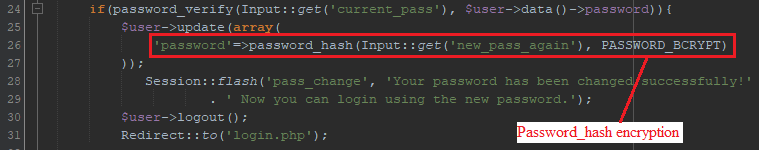 24 if(password_verify(Input::get('current_pass'), $user->data()->password)){
25 $user->update(array(
26 'password'=>password_hash(Input::get('new_pass_again'), PASSWORD_BCRYPT)
27 ));
28 Session::flash('pass_change', 'Your password has been changed successfully!'
29 . ' Now you can login using the new password.');
30 $user->logout();
31 Redirect::to('login.php');
Password_hash encryption